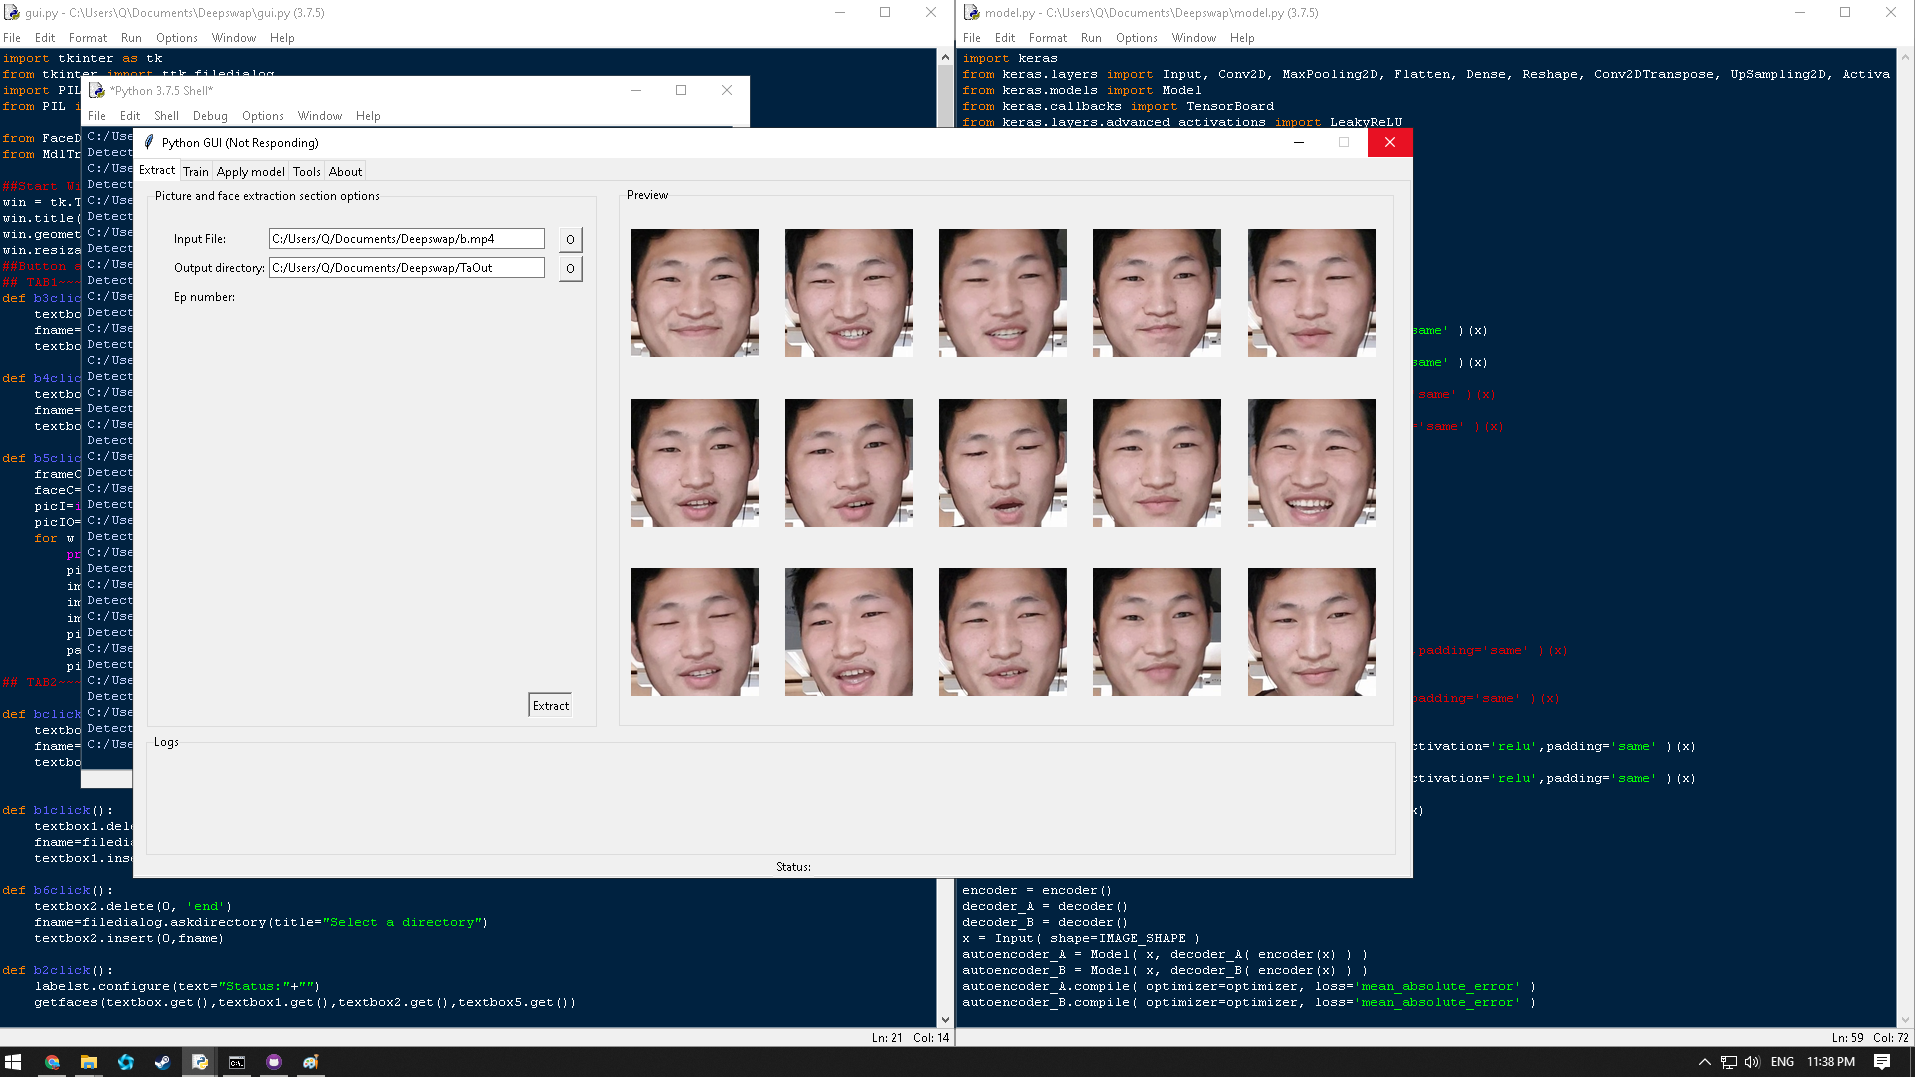 gui.py - C:\Users\Q\Documents\Deepswap\gui.py (3.7.5)
File Edit Format Run Options Window Help
import tkinter as tk
from tkinter import ttk,filedialog
import PIL
from PIL i
from FaceD
from MdlTr
##Start Wi
win = tk.T
win.title(
win.geomet
win.resiza
##Button a
## TAB1~~~
def b3click
textbo
fname=
textbo
def b4click
textbo
fname=
textbo
def b5clic
frameC
faceC=
picI=i
picIO=
for w
pr
pi
im
im
im
pi
pa
pi
## TAB2~~~
def bclick
textbo
fname=
textbo
def b1click():
textbox1.dele
fname=filedia
textbox1.inse
def b6click():
textbox2.delete(0, 'end')
fname=filedialog.askdirectory(title="Select a directory")
textbox2.insert(0,fname)
def b2click():
labelst.configure(text="Status:"+"")
getfaces(textbox.get(),textbox1.get(),textbox2.get(),textbox5.get())
Ln: 21 Col: 14
*Python 3.7.5 Shell*
File Edit Shell Debug Options Window Help
C:/Use
Detect
C:/Use
Detect
C:/Use
Detect
C:/Use
Detect
C:/Use
Detect
C:/Use
Detect
C:/Use
Detect
C:/Use
Detect
C:/Use
Detect
C:/Use
Detect
C:/Use
Detect
C:/Use
Detect
C:/Use
Detect
C:/Use
Detect
C:/Use
Detect
C:/Use
Detect
C:/Use
Detect
C:/Use
Detect
C:/Use
Detect
C:/Use
Python GUI (Not Responding)
Extract Train Apply model Tools About
Picture and face extraction section options
Input File: C:/Users/Q/Documents/Deepswap/b.mp4 O
Output directory: C:/Users/Q/Documents/Deepswap/TaOut O
Ep number:
Extract
Preview
Logs
Status:
model.py - C:\Users\Q\Documents\Deepswap\model.py (3.7.5)
File Edit Format Run Options Window Help
import keras
from keras.layers import Input, Conv2D, MaxPooling2D, Flatten, Dense, Reshape, Conv2DTranspose, UpSampling2D, Activa
from keras.models import Model
from keras.callbacks import TensorBoard
from keras.layers.advanced_activations import LeakyReLU
same' )(x)
same' )(x)
same' )(x)
='same' )(x)
,padding='same' )(x)
padding='same' )(x)
ctivation='relu',padding='same' )(x)
ctivation='relu',padding='same' )(x)
x)
encoder = encoder()
decoder_A = decoder()
decoder_B = decoder()
x = Input( shape=IMAGE_SHAPE )
autoencoder_A = Model( x, decoder_A( encoder(x) ) )
autoencoder_B = Model( x, decoder_B( encoder(x) ) )
autoencoder_A.compile( optimizer=optimizer, loss='mean_absolute_error' )
autoencoder_B.compile( optimizer=optimizer, loss='mean_absolute_error' )
Ln: 59 Col: 72
ENG 11:38 PM